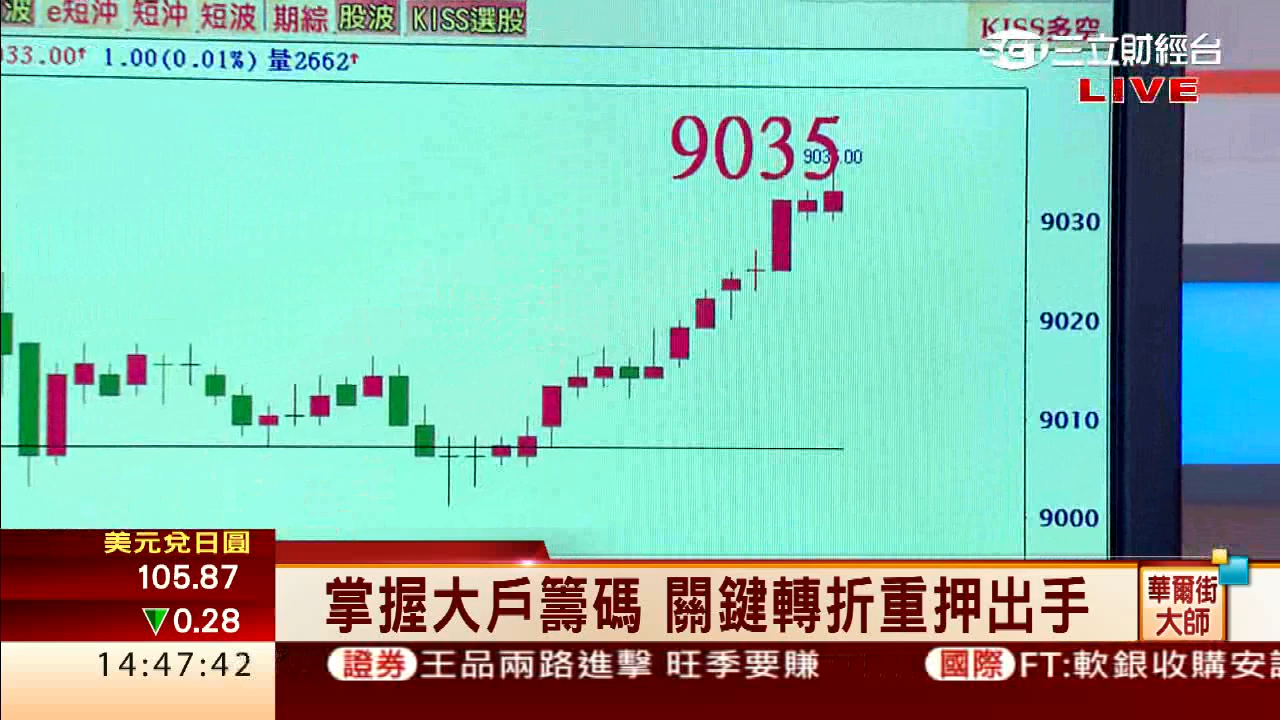 波 e短沖 短沖 短波 期綜 股波 KISS選股
KISS多空
三立財經台
LIVE
33.00↑ 1.00(0.01%) 量2662↑
9035
9035.00
9030
9020
9010
9000
美元兌日圓
105.87
▼0.28
掌握大戶籌碼 關鍵轉折重押出手
華爾街
大師
14:47:42
證券 王品兩路進擊 旺季要賺
國際 FT:軟銀收購安